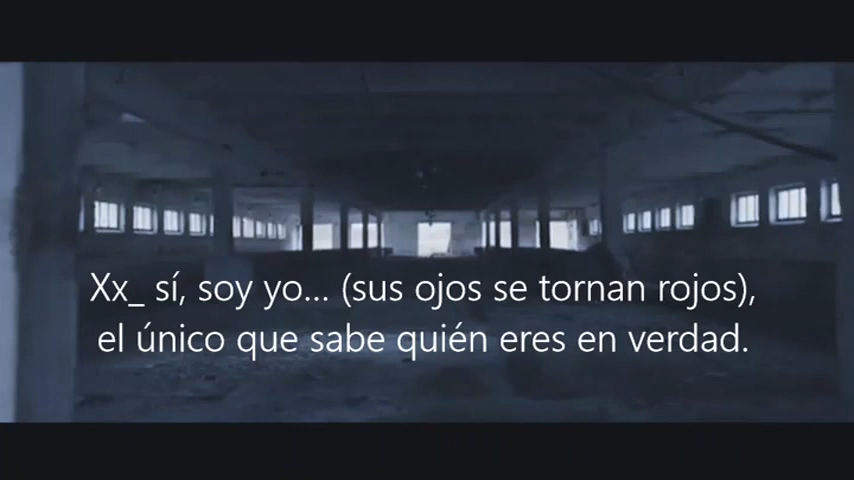 Xx_ sí, soy yo... (sus ojos se tornan rojos),
el único que sabe quién eres en verdad.